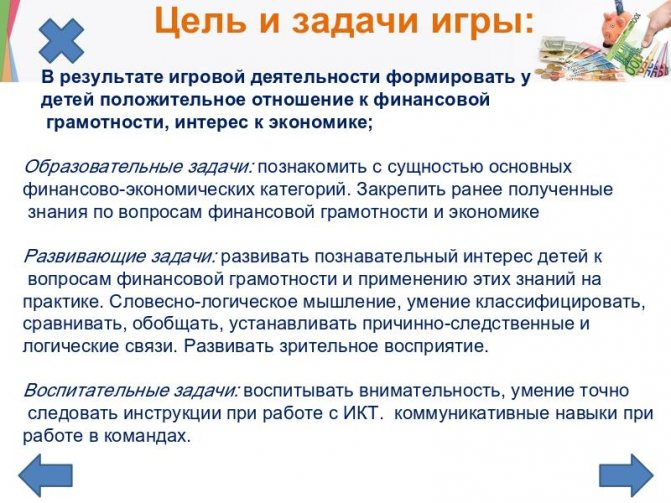 Цель и задачи игры:
В результате игровой деятельности формировать у
детей положительное отношение к финансовой
грамотности, интерес к экономике;
Образовательные задачи: познакомить с сущностью основных
финансово-экономических категорий. Закрепить ранее полученные
знания по вопросам финансовой грамотности и экономике
Развивающие задачи: развивать познавательный интерес детей к
вопросам финансовой грамотности и применению этих знаний на
практике. Словесно-логическое мышление, умение классифицировать,
сравнивать, обобщать, устанавливать причинно-следственные и
логические связи. Развивать зрительное восприятие.
Воспитательные задачи: воспитывать внимательность, умение точно
следовать инструкции при работе с ИКТ. коммуникативные навыки при
работе в командах.